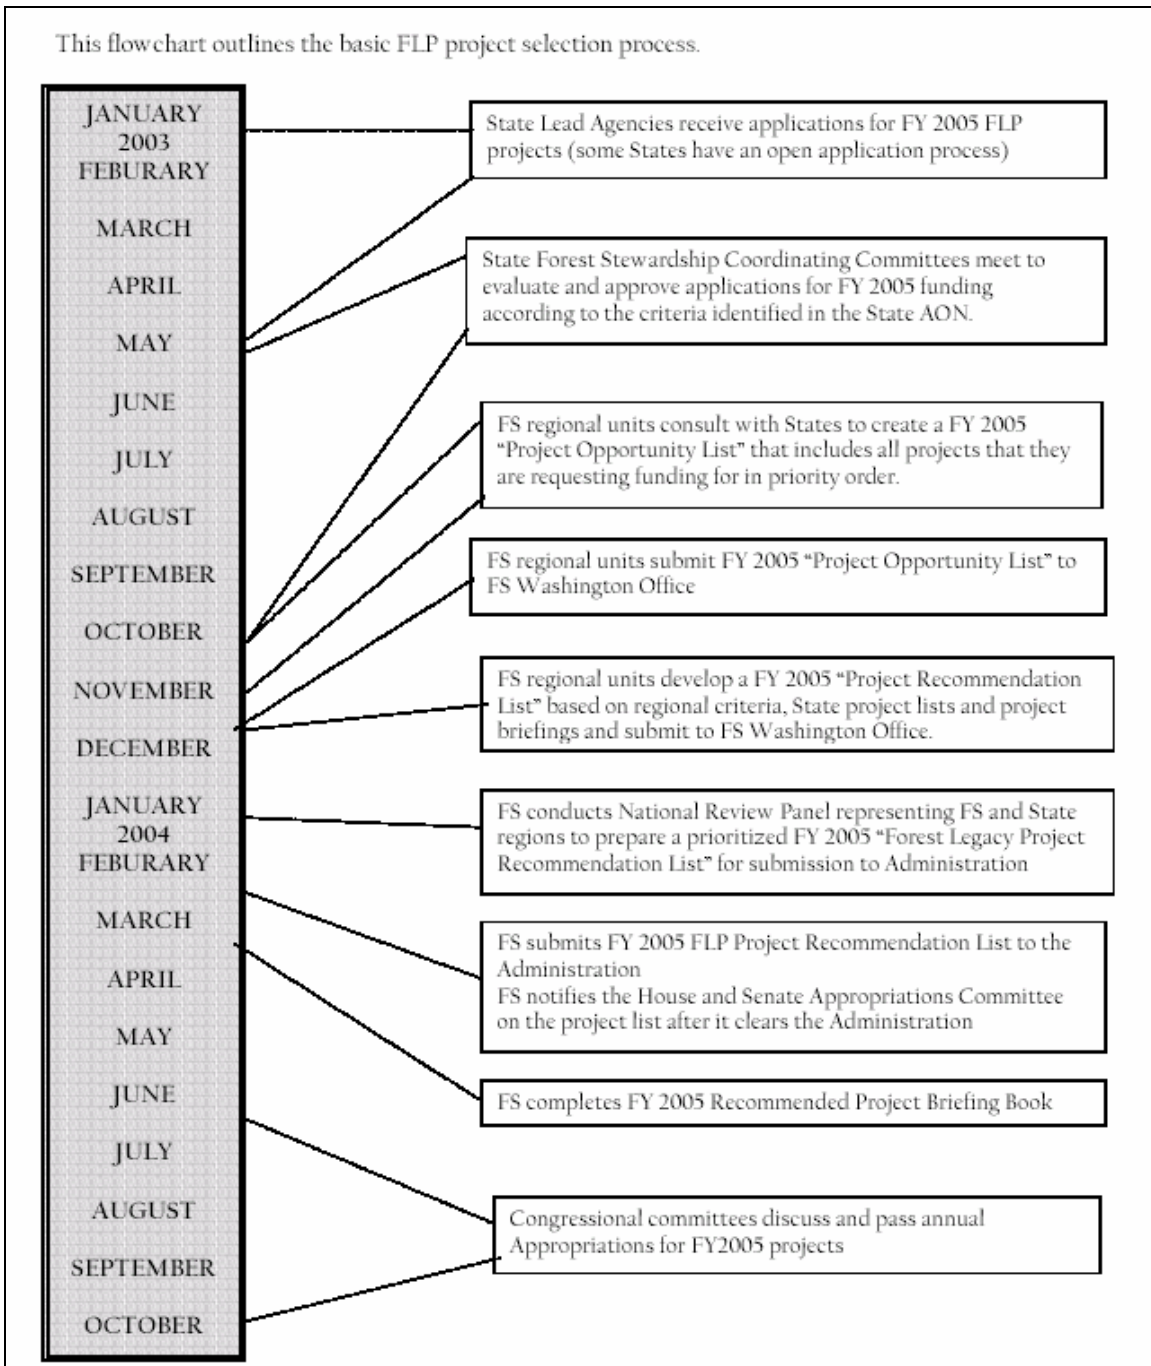 This flowchart outlines the basic FLP project selection process.
JANUARY
2003
FEBURARY
MARCH
APRIL
MAY
JUNE
JULY
AUGUST
SEPTEMBER
OCTOBER
NOVEMBER
DECEMBER
JANUARY
2004
FEBURARY
MARCH
APRIL
MAY
JUNE
JULY
AUGUST
SEPTEMBER
OCTOBER
State Lead Agencies receive applications for FY 2005 FLP
projects (some States have an open application process)
State Forest Stewardship Coordinating Committees meet to
evaluate and approve applications for FY 2005 funding
according to the criteria identified in the State AON.
FS regional units consult with States to create a FY 2005
“Project Opportunity List” that includes all projects that they
are requesting funding for in priority order.
FS regional units submit FY 2005 “Project Opportunity List” to
FS Washington Office
FS regional units develop a FY 2005 “Project Recommendation
List” based on regional criteria, State project lists and project
briefings and submit to FS Washington Office.
FS conducts National Review Panel representing FS and State
regions to prepare a prioritized FY 2005 “Forest Legacy Project
Recommendation List” for submission to Administration
FS submits FY 2005 FLP Project Recommendation List to the
Administration
FS notifies the House and Senate Appropriations Committee
on the project list after it clears the Administration
FS completes FY 2005 Recommended Project Briefing Book
Congressional committees discuss and pass annual
Appropriations for FY2005 projects